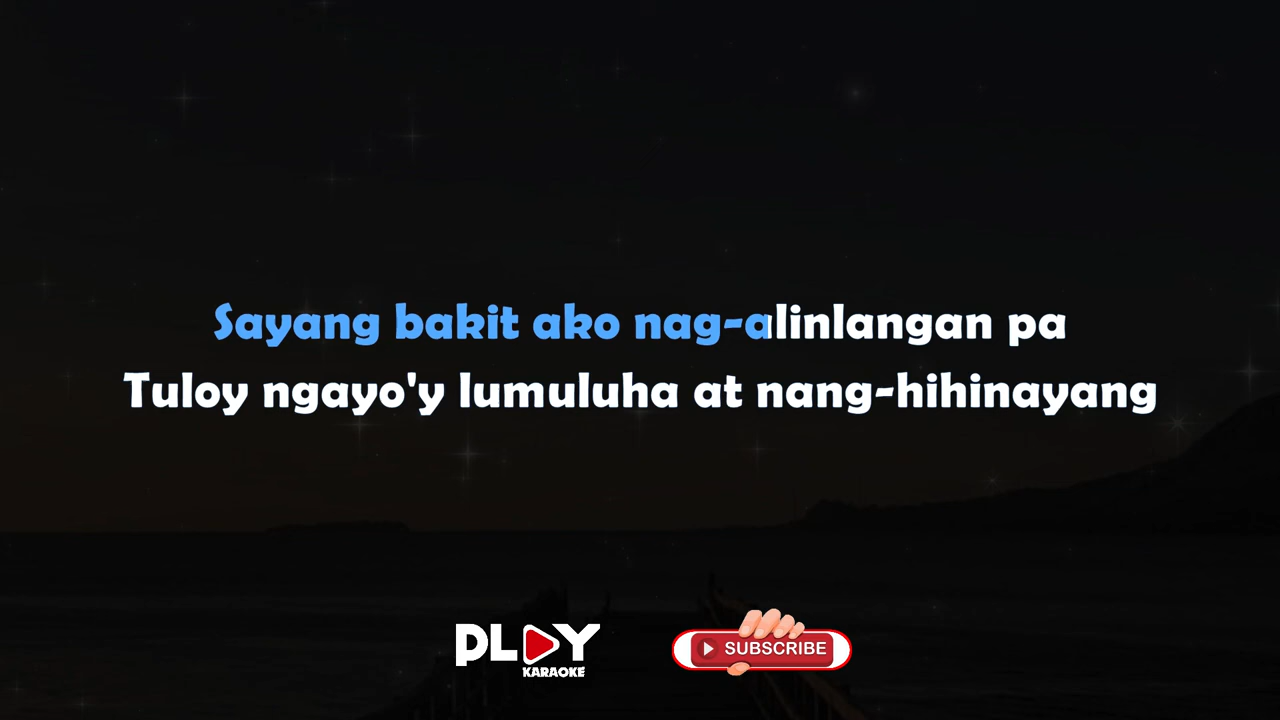 Sayang bakit ako nag-alinlangan pa
Tuloy ngayo'y lumuluha at nang-hihinayang
PLAY
KARAOKE
SUBSCRIBE